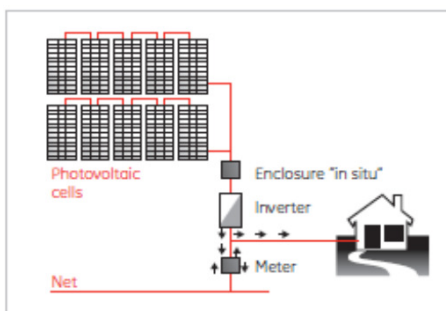 Photovoltaic
cells
Enclosure "in situ"
Inverter
Meter
Net